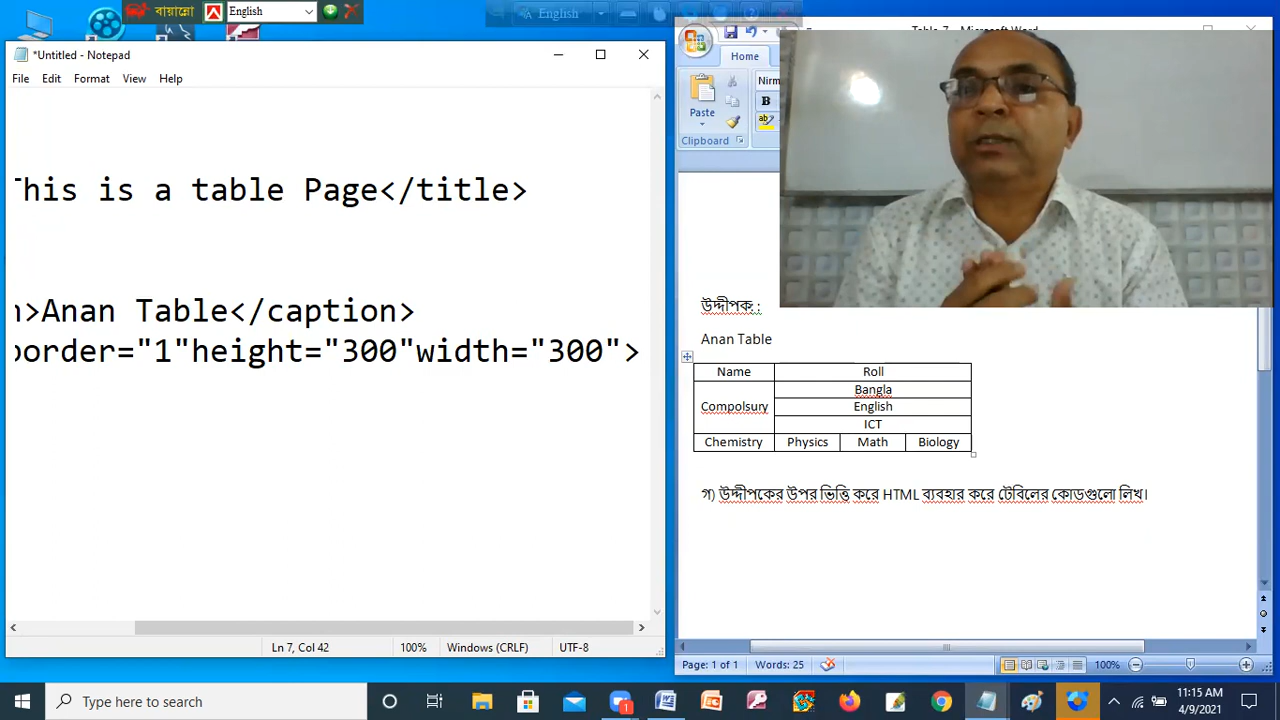 বায়ান্নো English
English
*Untitled - Notepad
File Edit Format View Help
This is a table Page</title>
>Anan Table</caption>
border="1"height="300"width="300">
Ln 7, Col 42 100% Windows (CRLF) UTF-8
Home
Paste
B
Clipboard
উদ্দীপক :
Anan Table
Name Roll
Compolsury Bangla
English
ICT
Chemistry Physics Math Biology
গ) উদ্দীপকের উপর ভিত্তি করে HTML ব্যবহার করে টেবিলের কোডগুলো লিখ।
Page: 1 of 1 Words: 25 100%
Type here to search
11:15 AM
4/9/2021